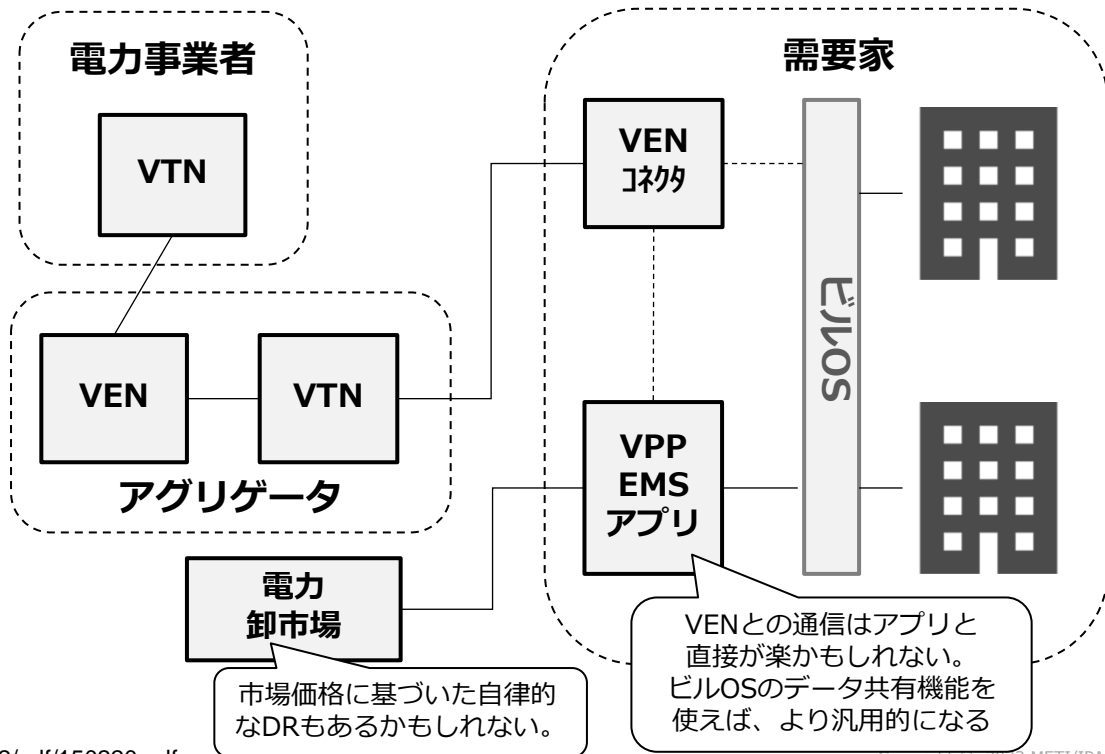 電力事業者
VTN
需要家
VEN
コネクタ
ビルOS
VEN
VTN
アグリゲータ
VPP
EMS
アプリ
電力
卸市場
VENとの通信はアプリと
直接が楽かもしれない。
ビルOSのデータ共有機能を
使えば、より汎用的になる
市場価格に基づいた自律的
なDRもあるかもしれない。